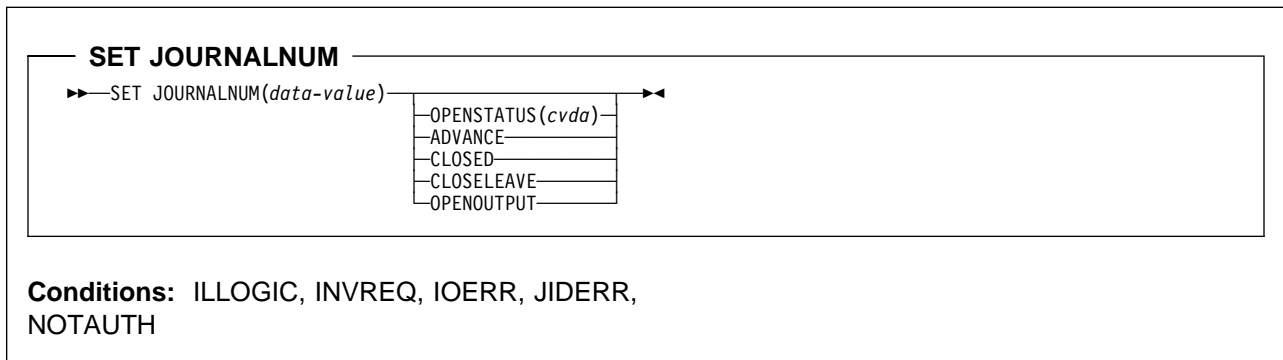 SET JOURNALNUM
SET JOURNALNUM(data-value)
OPENSTATUS(cvda)
ADVANCE
CLOSED
CLOSELEAVE
OPENOUTPUT
Conditions: ILLOGIC, INVREQ, IOERR, JIDERR,
NOTAUTH